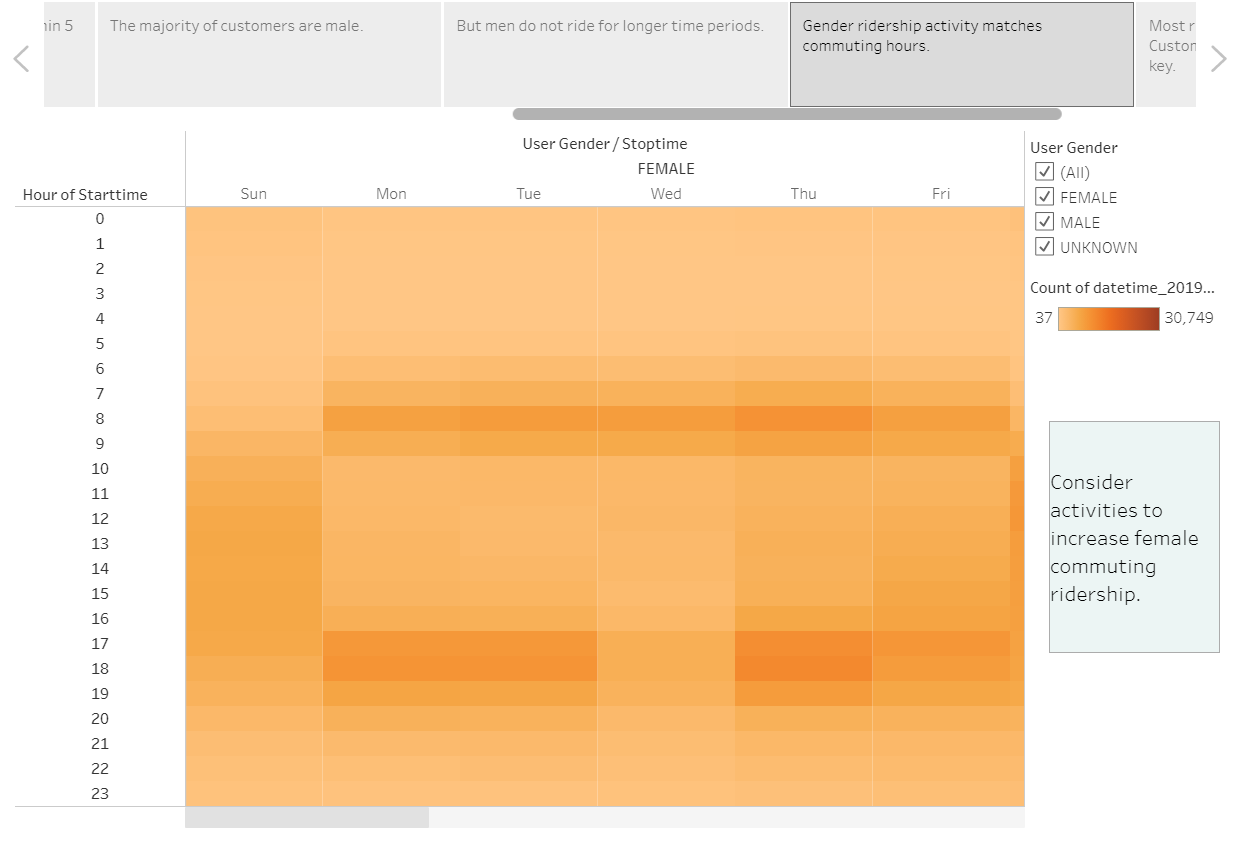 in 5
The majority of customers are male.
But men do not ride for longer time periods.
Gender ridership activity matches
commuting hours.
Most r
Custon
key.
User Gender / Stoptime
FEMALE
Hour of Starttime
Sun Mon Tue Wed Thu Fri
0
1
2
3
4
5
6
7
8
9
10
11
12
13
14
15
16
17
18
19
20
21
22
23
User Gender
(All)
FEMALE
MALE
UNKNOWN
Count of datetime_2019...
37 30,749
Consider
activities to
increase female
commuting
ridership.